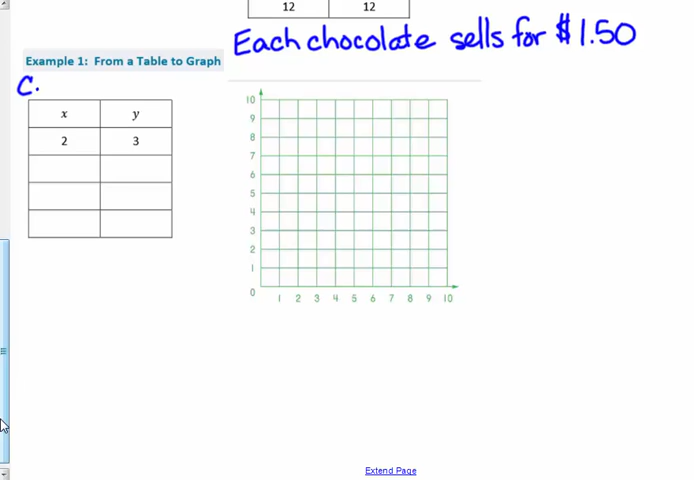 12 12
Each chocolate sells for $1.50
Example 1: From a Table to Graph
C.
x y
2 3
10
9
8
7
6
5
4
3
2
1
0
1 2 3 4 5 6 7 8 9 10
Extend Page